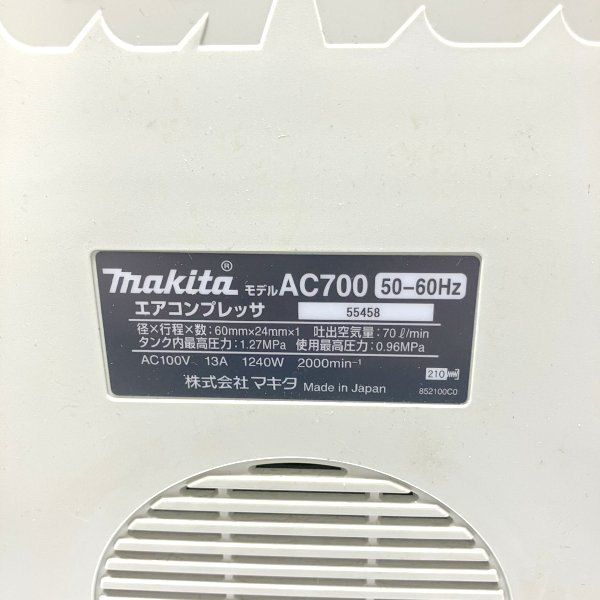 makita® モデル AC700 50-60Hz
エアコンプレッサ 55458
径×行程×数:60mm×24mm×1 吐出空気量:70ℓ/min
タンク内最高圧力:1.27MPa 使用最高圧力:0.96MPa
AC100V 13A 1240W 2000min⁻¹
210
株式会社マキタ Made in Japan
852100C0